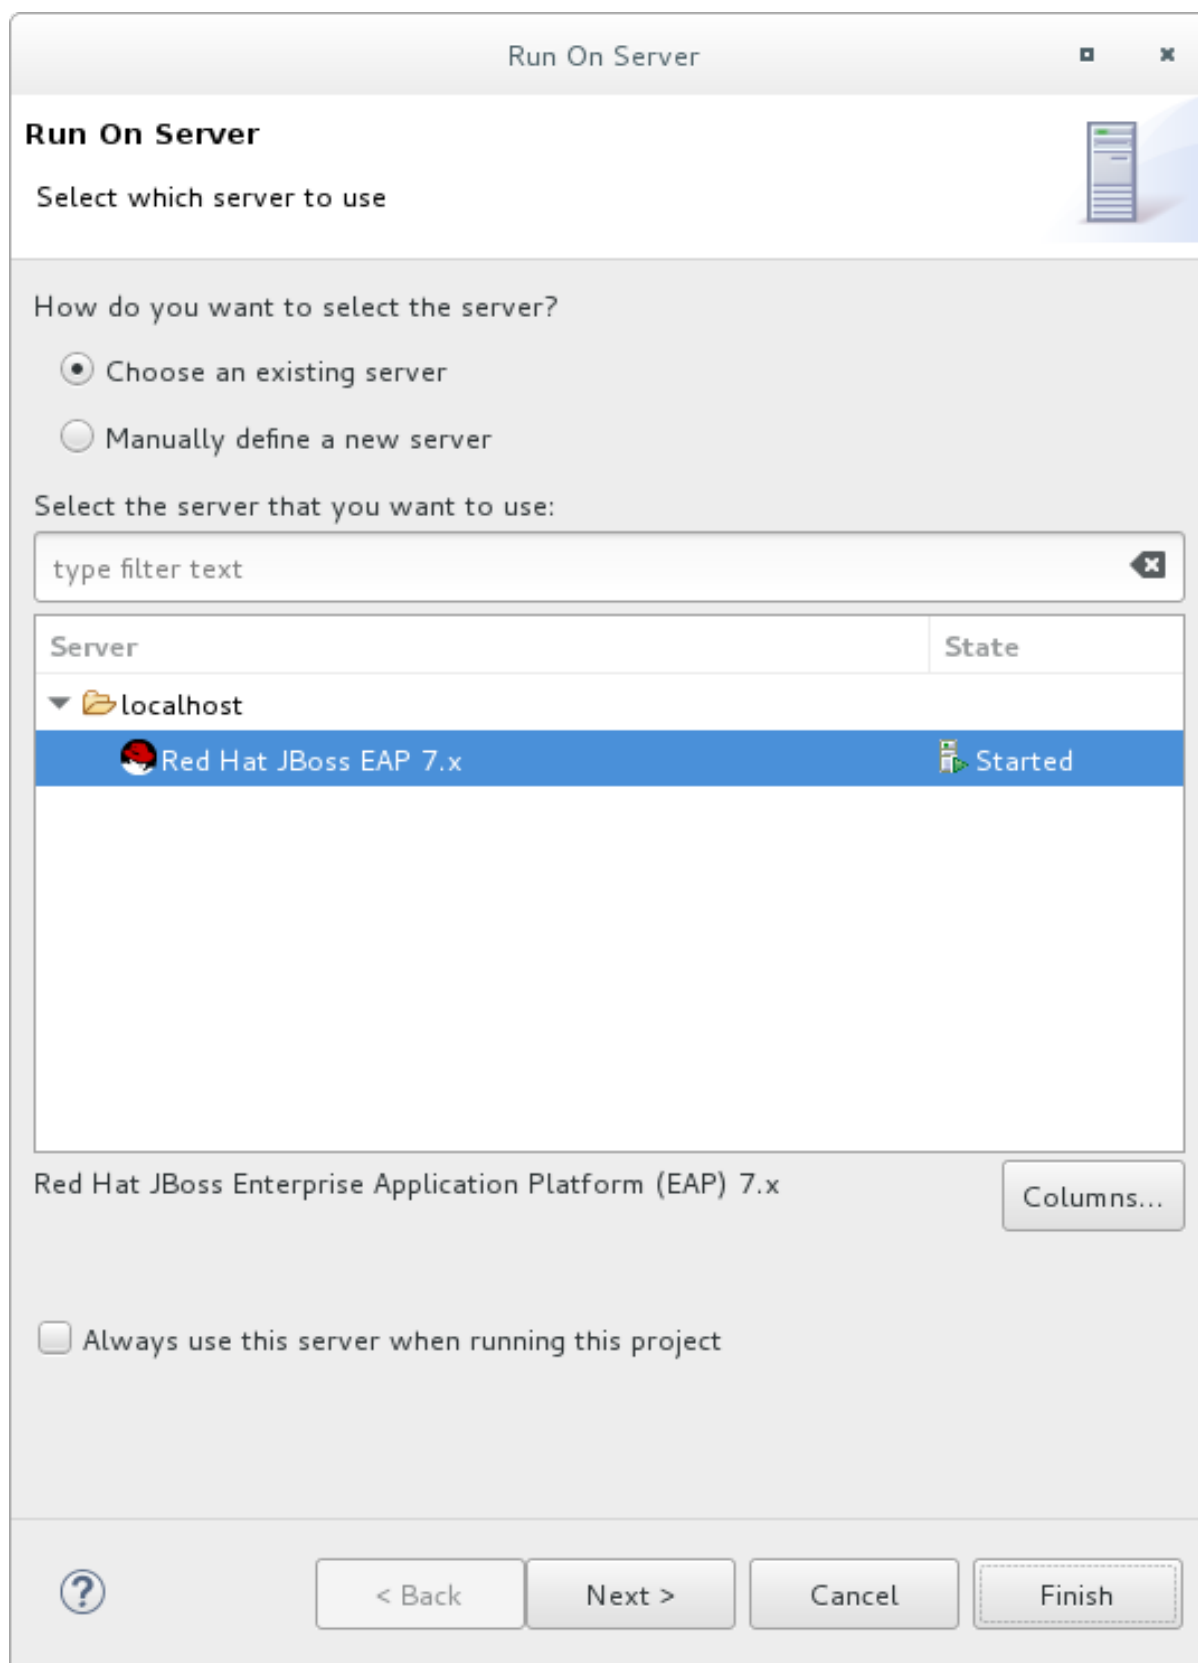 Run On Server
Run On Server
Select which server to use
How do you want to select the server?
Choose an existing server
Manually define a new server
Select the server that you want to use:
type filter text
Server State
localhost
Red Hat JBoss EAP 7.x Started
Red Hat JBoss Enterprise Application Platform (EAP) 7.x
Columns...
Always use this server when running this project
? < Back Next > Cancel Finish